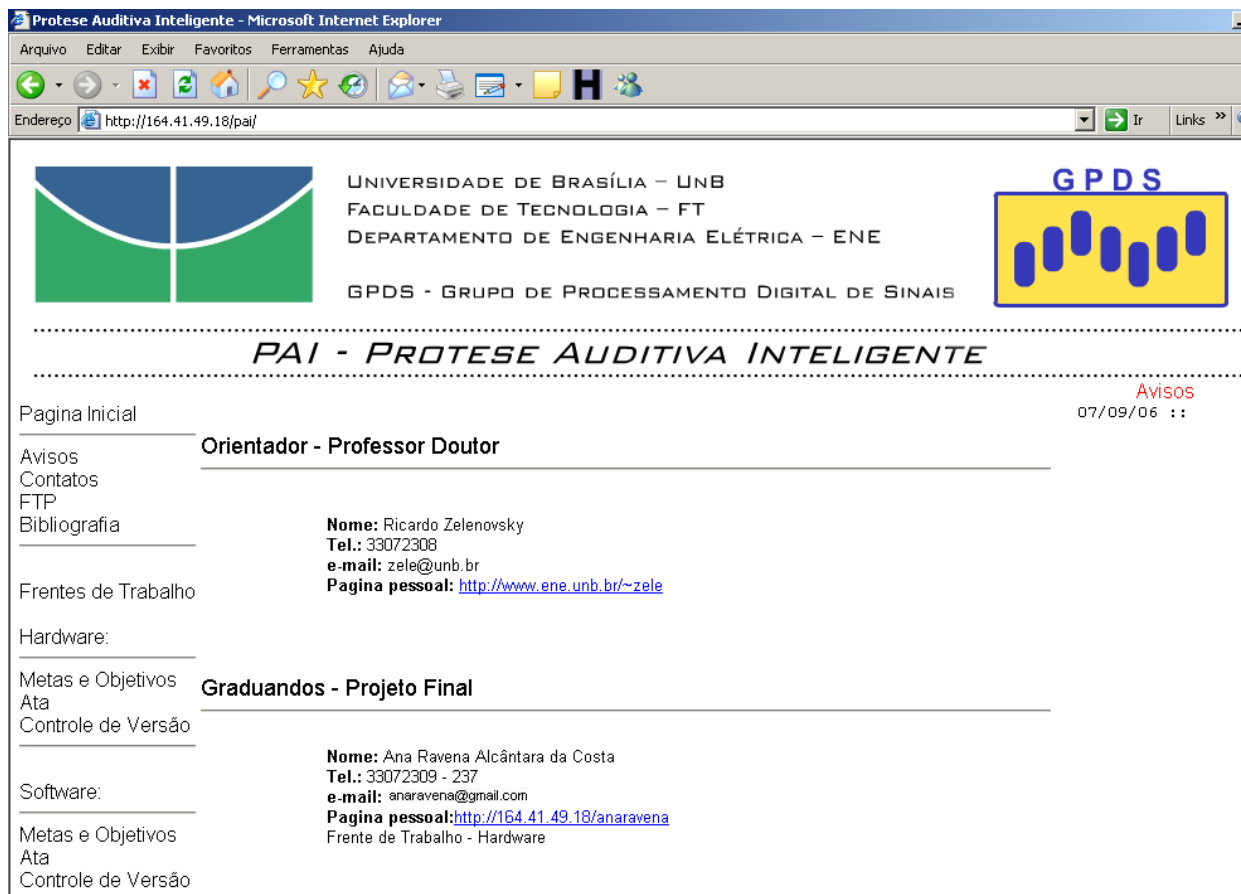 Protese Auditiva Inteligente - Microsoft Internet Explorer
Arquivo Editar Exibir Favoritos Ferramentas Ajuda
H
Endereço http://164.41.49.18/pai/ Ir Links »
UNIVERSIDADE DE BRASÍLIA – UNB
FACULDADE DE TECNOLOGIA – FT
DEPARTAMENTO DE ENGENHARIA ELÉTRICA – ENE
GPDS - GRUPO DE PROCESSAMENTO DIGITAL DE SINAIS
GPDS
PAI - PROTESE AUDITIVA INTELIGENTE
Avisos
07/09/06 ::
Pagina Inicial
Avisos
Contatos
FTP
Bibliografia
Frentes de Trabalho
Hardware:
Metas e Objetivos
Ata
Controle de Versão
Software:
Metas e Objetivos
Ata
Controle de Versão
Orientador - Professor Doutor
Nome: Ricardo Zelenovsky
Tel.: 33072308
e-mail: zele@unb.br
Pagina pessoal: http://www.ene.unb.br/~zele
Graduandos - Projeto Final
Nome: Ana Ravena Alcântara da Costa
Tel.: 33072309 - 237
e-mail: anaravena@gmail.com
Pagina pessoal:http://164.41.49.18/anaravena
Frente de Trabalho - Hardware